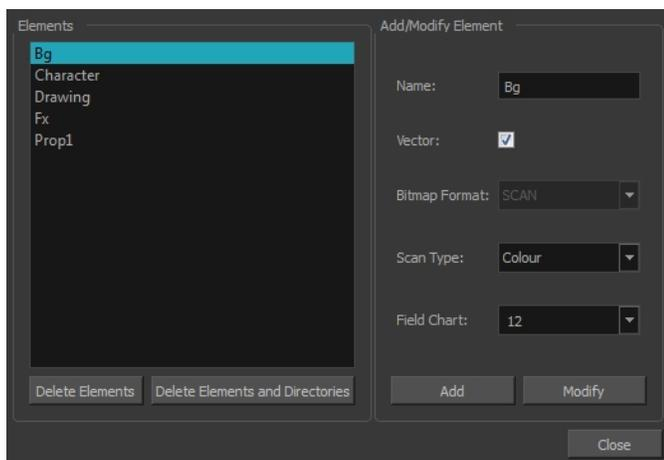 Elements
Bg
Character
Drawing
Fx
Prop1
Delete Elements
Delete Elements and Directories
Add/Modify Element
Name:
Bg
Vector:
Bitmap Format:
SCAN
Scan Type:
Colour
Field Chart:
12
Add
Modify
Close